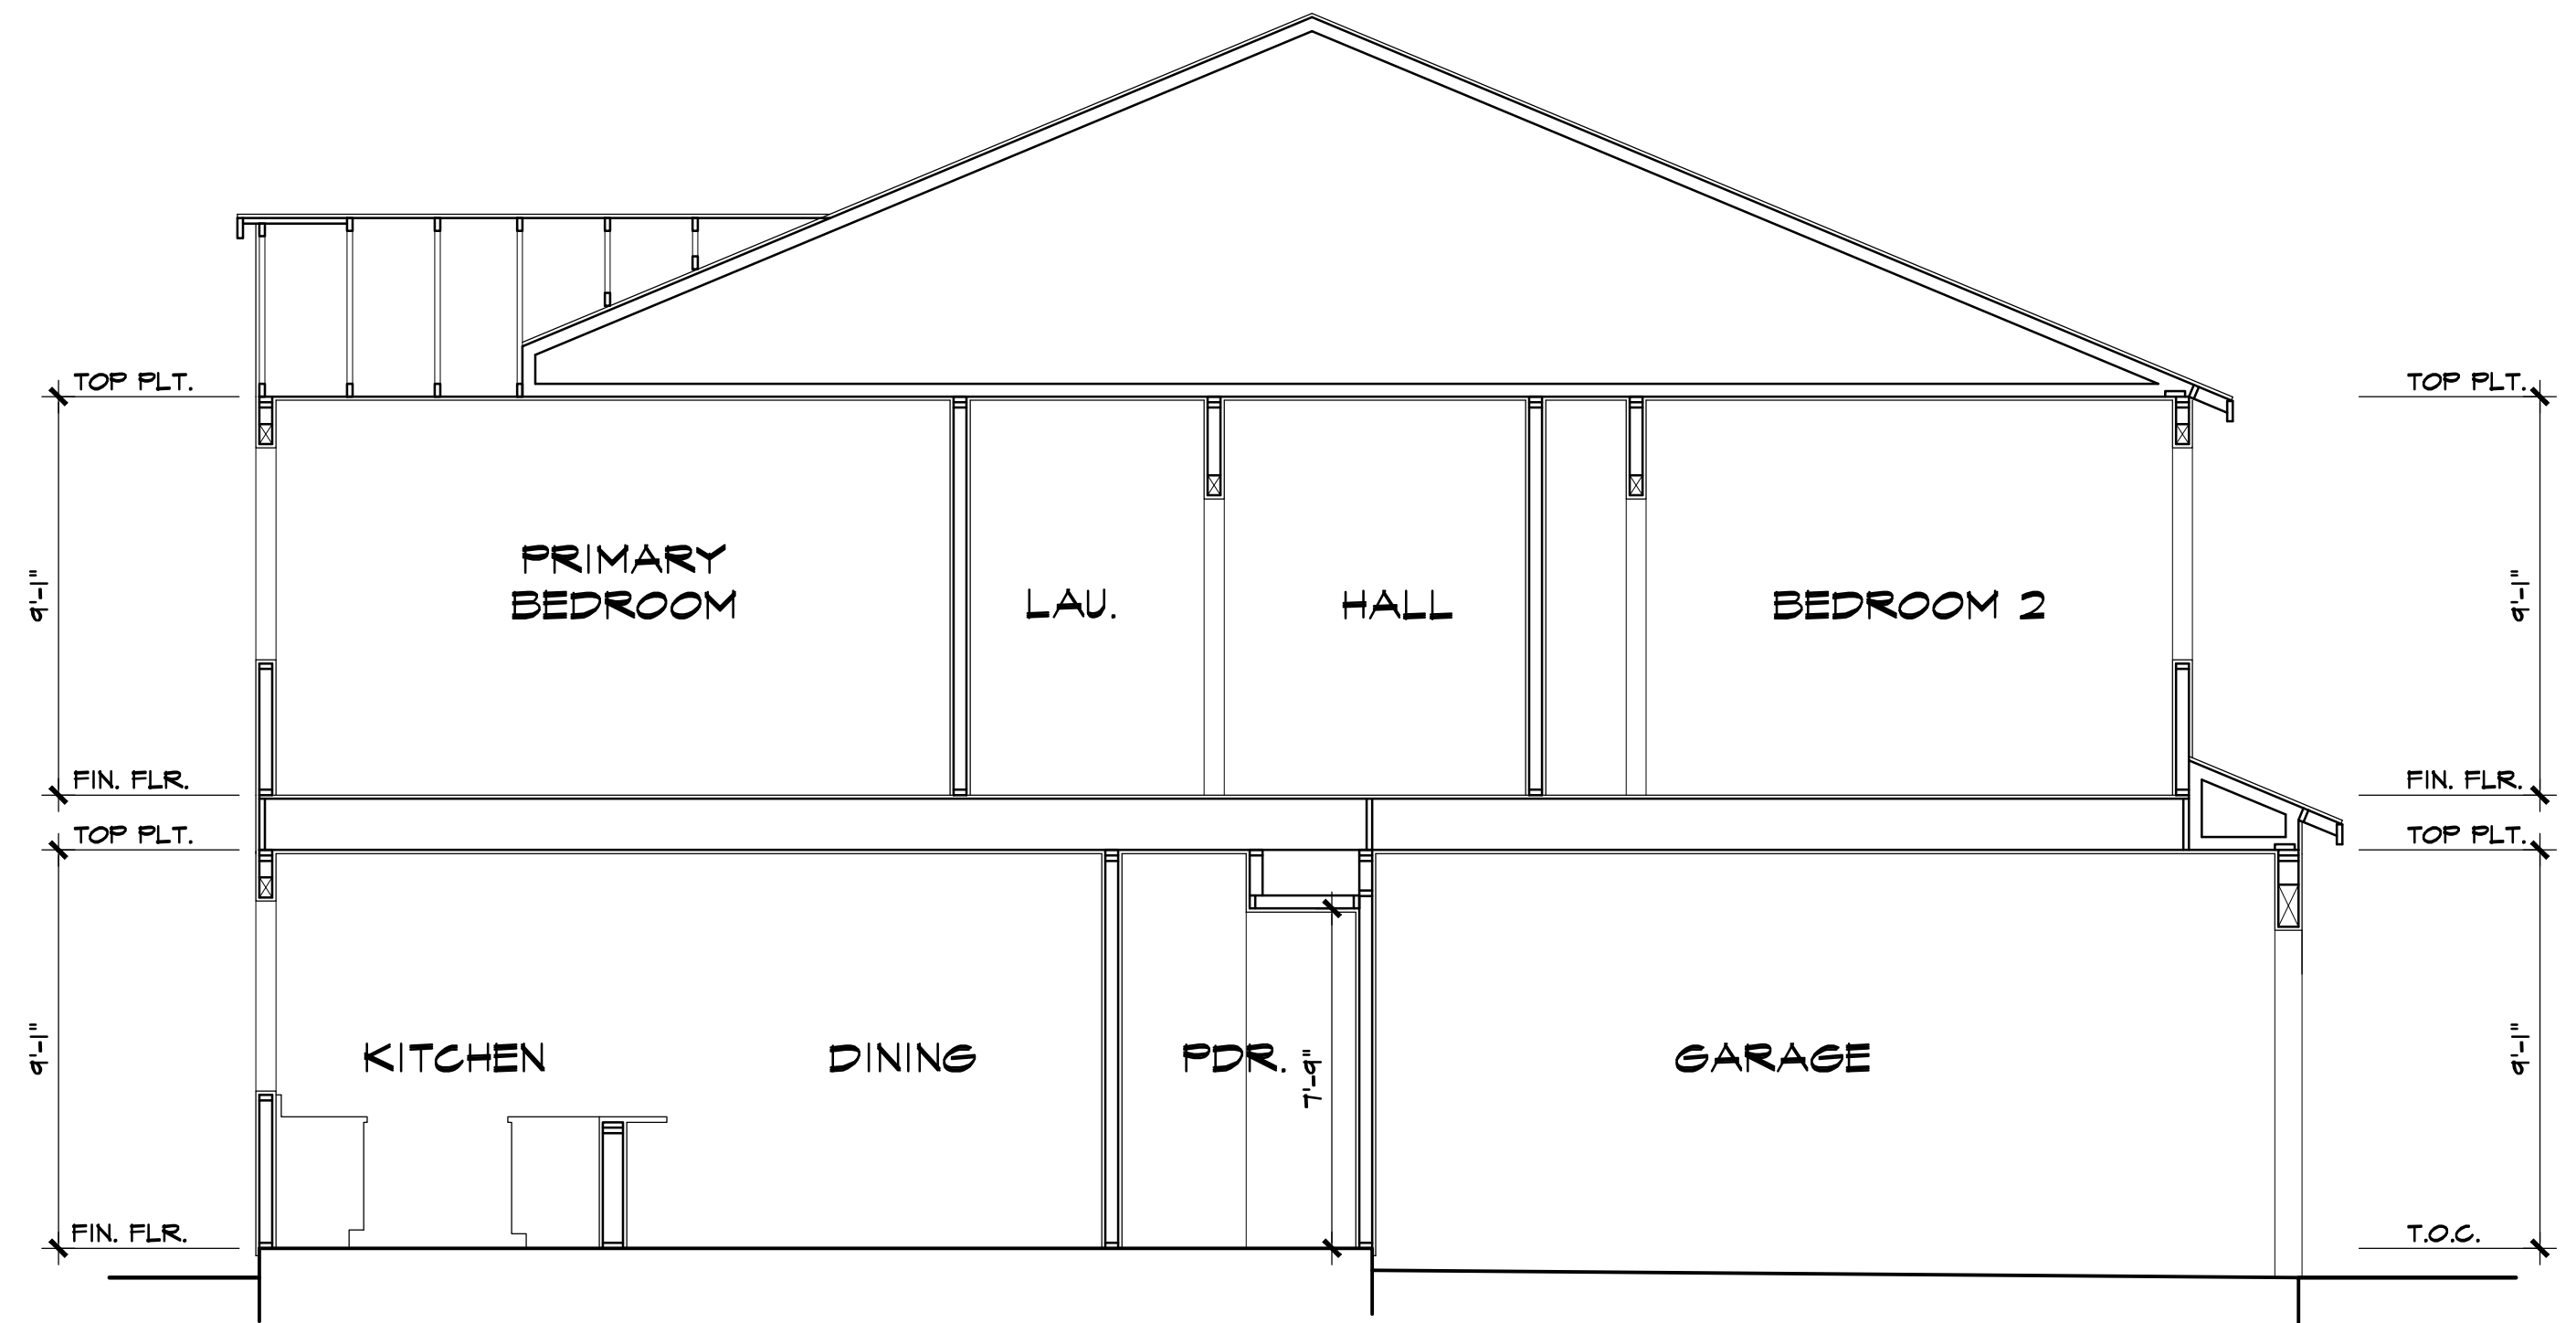 TOP PLT.
TOP PLT.
9'-1"
PRIMARY
BEDROOM
LAU.
HALL
BEDROOM 2
9'-1"
FIN. FLR.
FIN. FLR.
TOP PLT.
TOP PLT.
9'-1"
KITCHEN
DINING
PDR.
7'-9"
GARAGE
9'-1"
FIN. FLR.
T.O.C.